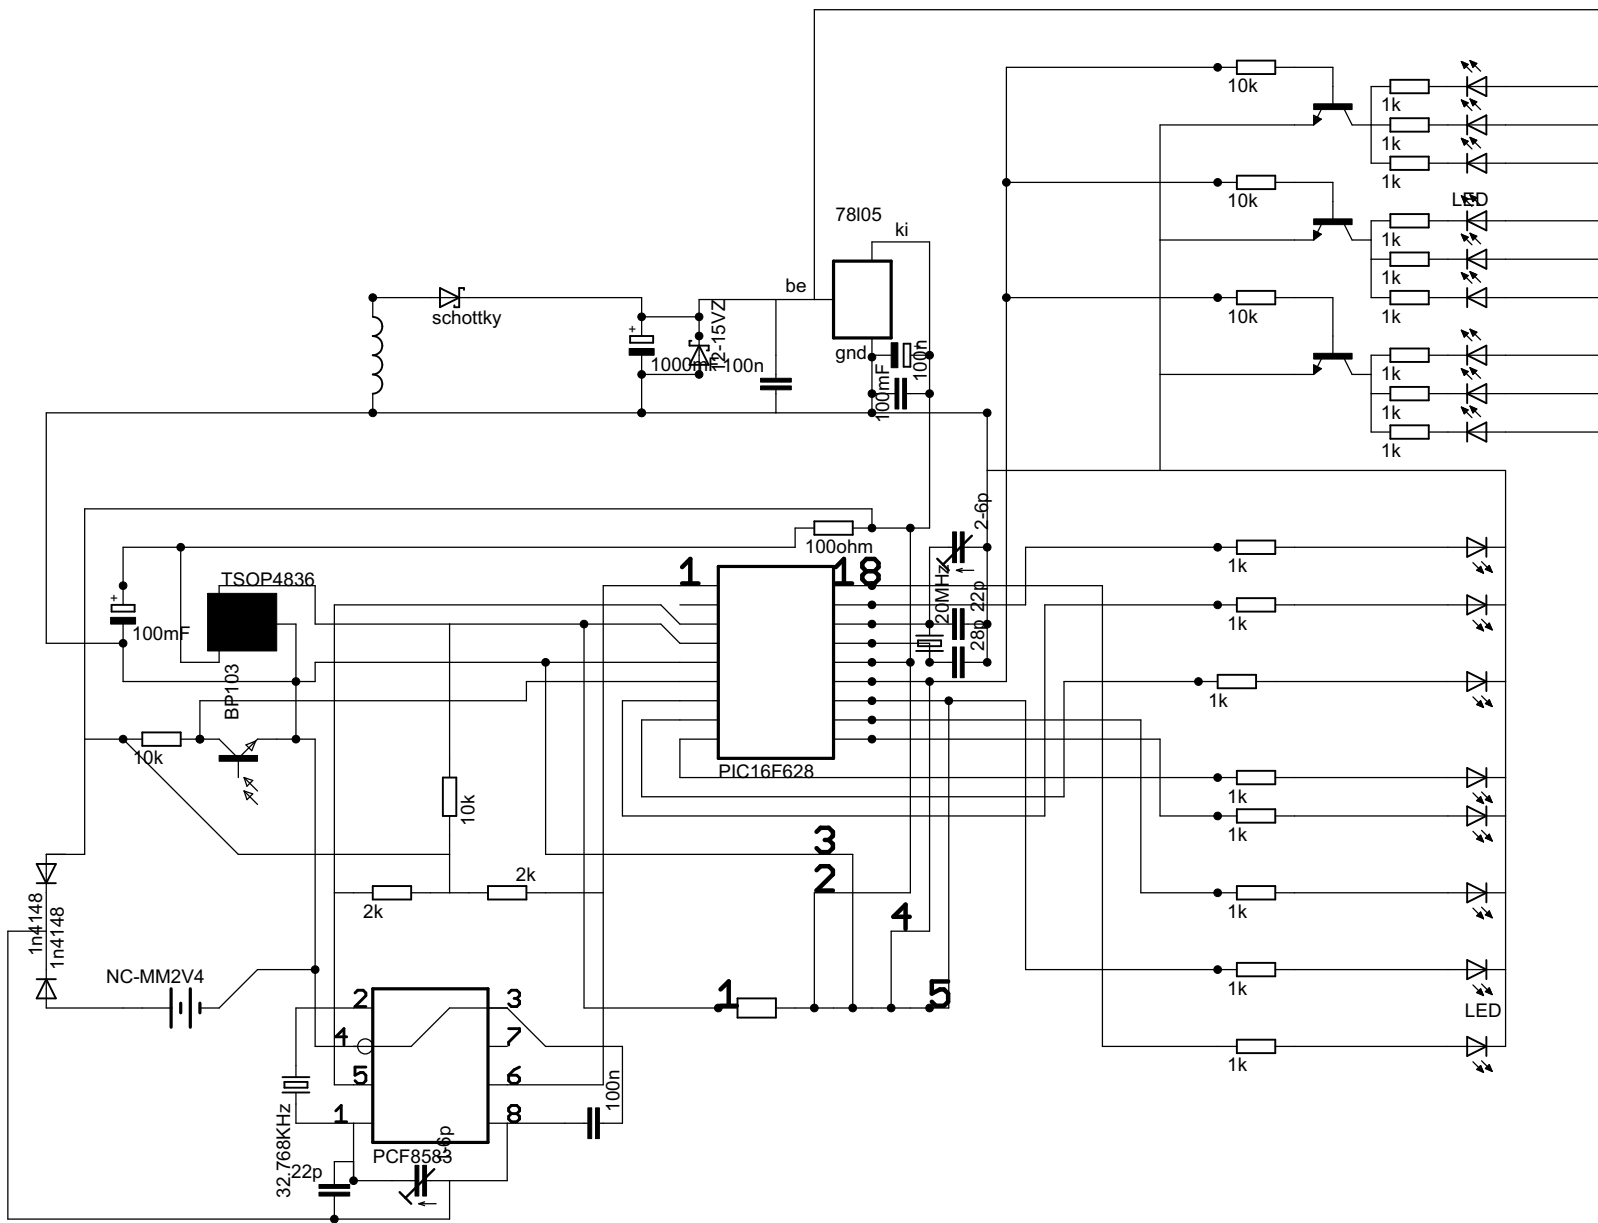 10k
1k
1k
1k
10k
LED
1k
1k
1k
10k
1k
1k
1k
78l05
ki
be
gnd
schottky
1000mF
12-15VZ
100n
100mF
100n
2-6p
100ohm
1
18
20MHz
22p
28p
TSOP4836
100mF
BP103
10k
PIC16F628
10k
1k
1k
1k
1k
1k
1k
1k
1k
LED
3
2
4
1
5
2k
2k
1n4148
1n4148
NC-MM2V4
2
3
4
7
5
6
1
8
100n
32.768KHz
22p
PCF8583